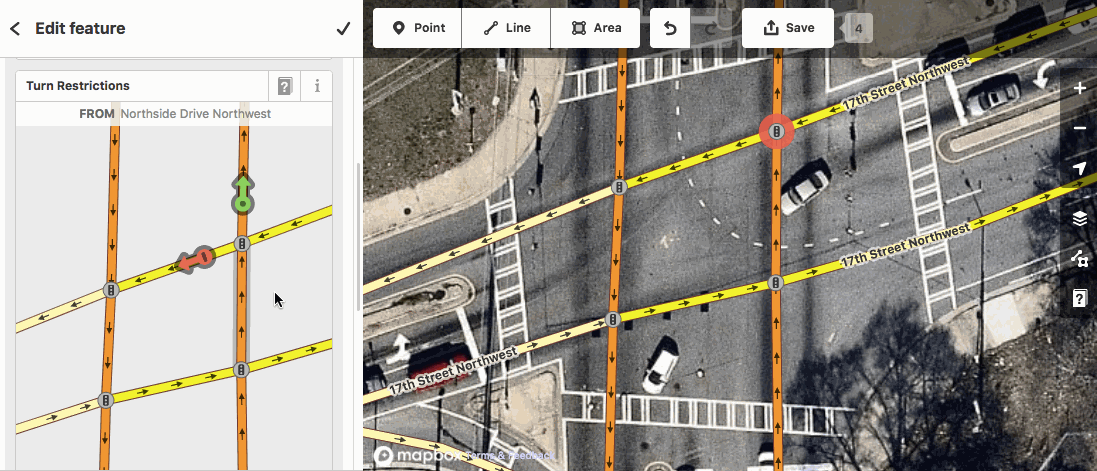 Edit feature
Point
Line
Area
Save
4
Turn Restrictions
FROM Northside Drive Northwest
17th Street Northwest
17th Street Northwest
17th Street Northwest
mapbox Terms & Feedback